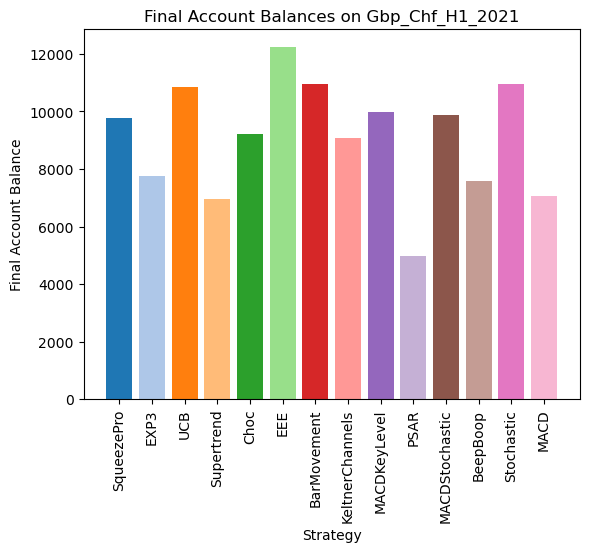 Final Account Balances on Gbp_Chf_H1_2021
Final Account Balance
12000
10000
8000
6000
4000
2000
0
SqueezePro
EXP3
UCB
Supertrend
Choc
EEE
BarMovement
KeltnerChannels
MACDKeyLevel
PSAR
MACDStochastic
BeepBoop
Stochastic
MACD
Strategy